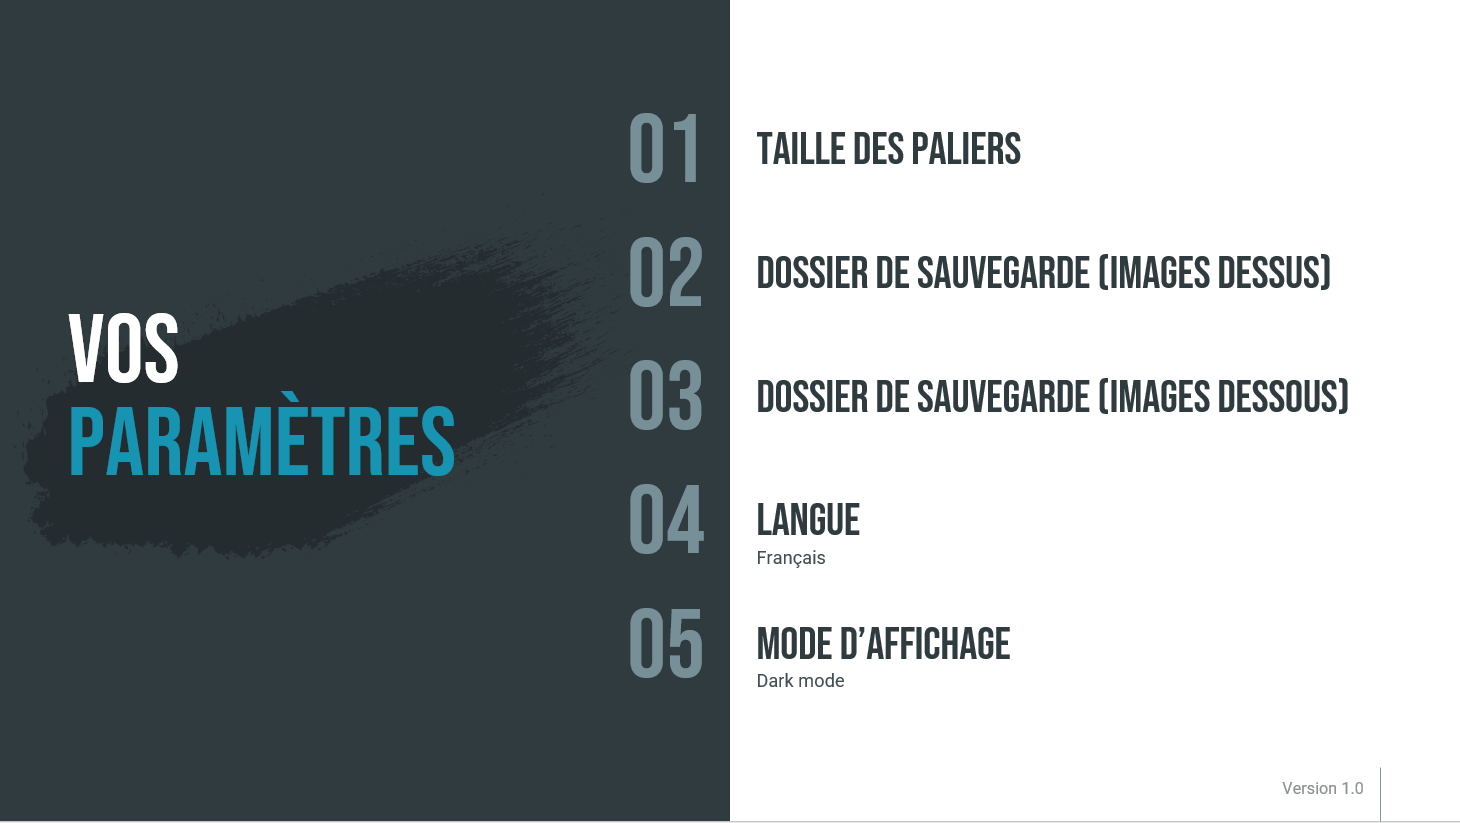 VOS
PARAMÈTRES
01
TAILLE DES PALIERS
02
DOSSIER DE SAUVEGARDE (IMAGES DESSUS)
03
DOSSIER DE SAUVEGARDE (IMAGES DESSOUS)
04
LANGUE
Français
05
MODE D’AFFICHAGE
Dark mode
Version 1.0